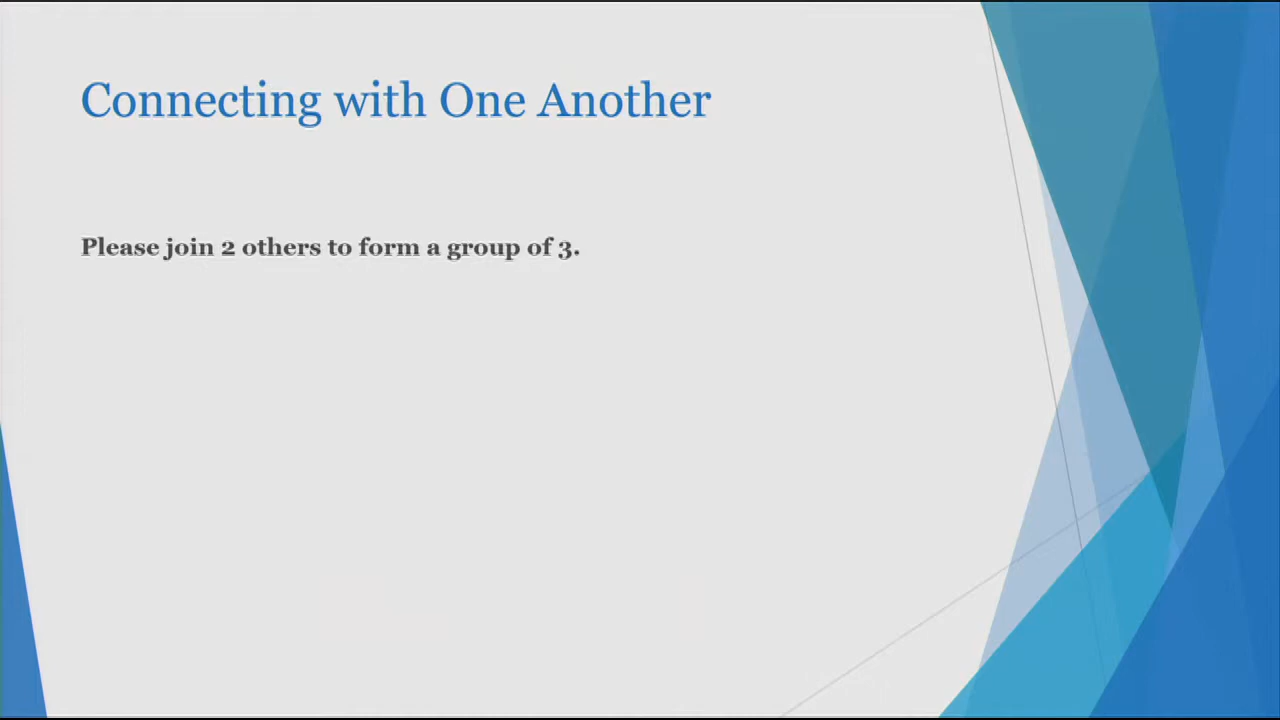 Connecting with One Another
Please join 2 others to form a group of 3.